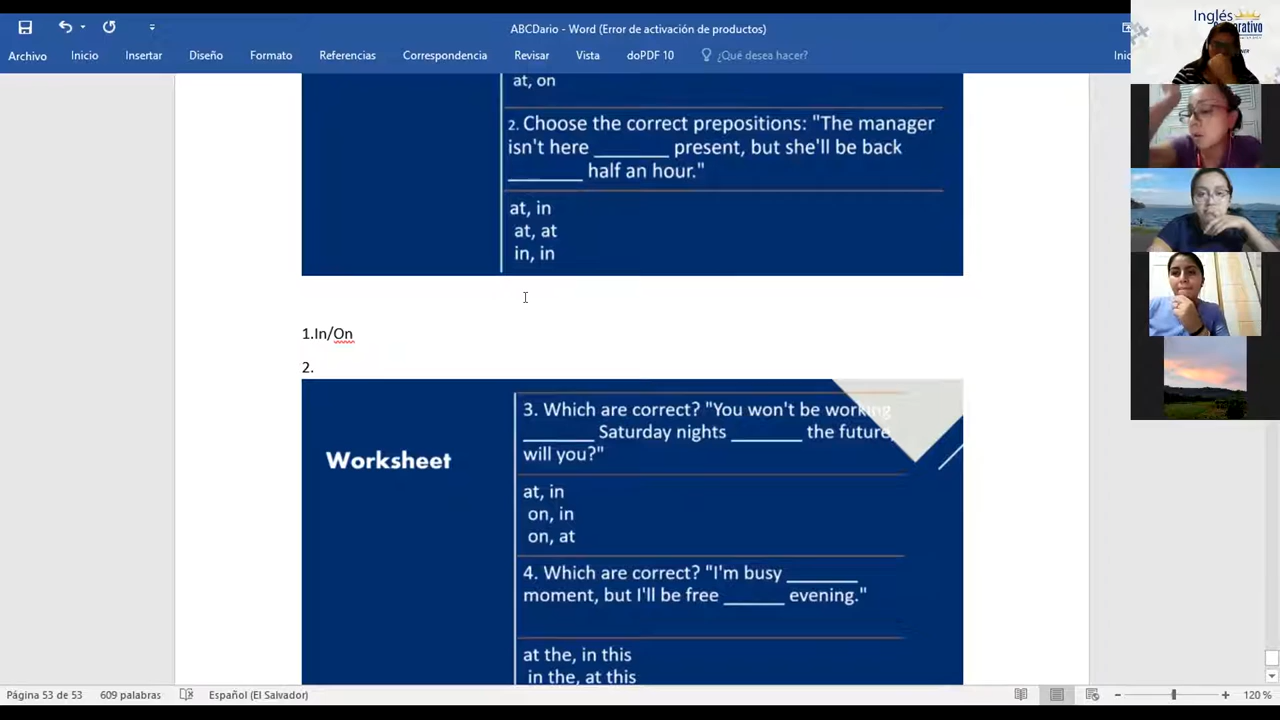 ABCDario - Word (Error de activación de productos)
Archivo
Inicio
Insertar
Diseño
Formato
Referencias
Correspondencia
Revisar
Vista
doPDF 10
¿Qué desea hacer?
Inglés
at, on
2. Choose the correct prepositions: "The manager
isn't here ________ present, but she'll be back
________ half an hour."
at, in
at, at
in, in
1.In/On
2.
Worksheet
3. Which are correct? "You won't be working
________ Saturday nights ________ the future,
will you?"
at, in
on, in
on, at
4. Which are correct? "I'm busy ________
moment, but I'll be free _______ evening."
at the, in this
in the, at this
Página 53 de 53
609 palabras
Español (El Salvador)
120 %